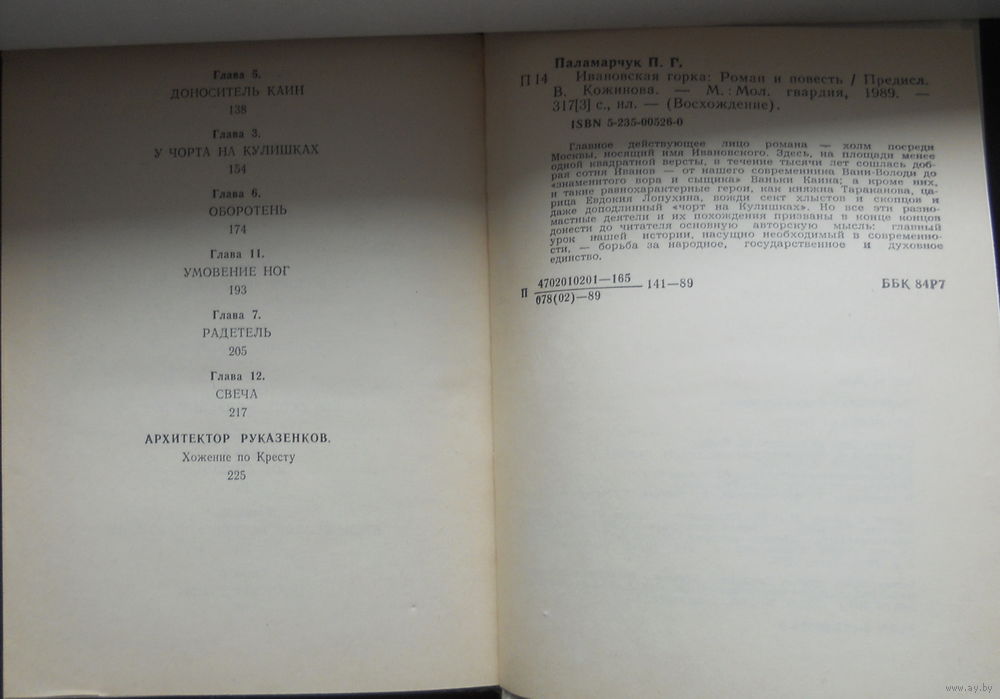 Глава 5.
ДОНОСИТЕЛЬ КАИН
138
Глава 3.
У ЧОРТА НА КУЛИШКАХ
154
Глава 6.
ОБОРОТЕНЬ
174
Глава 11.
УМОВЕНИЕ НОГ
193
Глава 7.
РАДЕТЕЛЬ
205
Глава 12.
СВЕЧА
217
АРХИТЕКТОР РУКАЗЕНКОВ.
Хожение по Кресту
225
Паламарчук П. Г.
П 14 Ивановская горка: Роман и повесть / Предисл.
В. Кожинова. — М.: Мол. гвардия, 1989. —
317[3] с., ил. — (Восхождение).
ISBN 5-235-00526-0
Главное действующее лицо романа — холм посреди
Москвы, носящий имя Ивановского. Здесь, на площади менее
одной квадратной версты, в течение тысячи лет сошлась доб-
рая сотня Иванов — от нашего современника Вани-Володи до
«знаменитого вора и сыщика» Ваньки Каина; а кроме них,
и такие равнохарактерные герои, как княжна Тараканова, ца-
рица Евдокия Лопухина, вожди сект хлыстов и скопцов и
даже доподлинный «чорт на Кулишках». Но все эти разно-
мастные деятели и их похождения призваны в конце концов
донести до читателя основную авторскую мысль: главный
урок нашей истории, насущно необходимый в современно-
сти, — борьба за народное, государственное и духовное
единство.
П 4702010201—165
078(02)—89 141—89 ББК 84Р7
www.ay.by